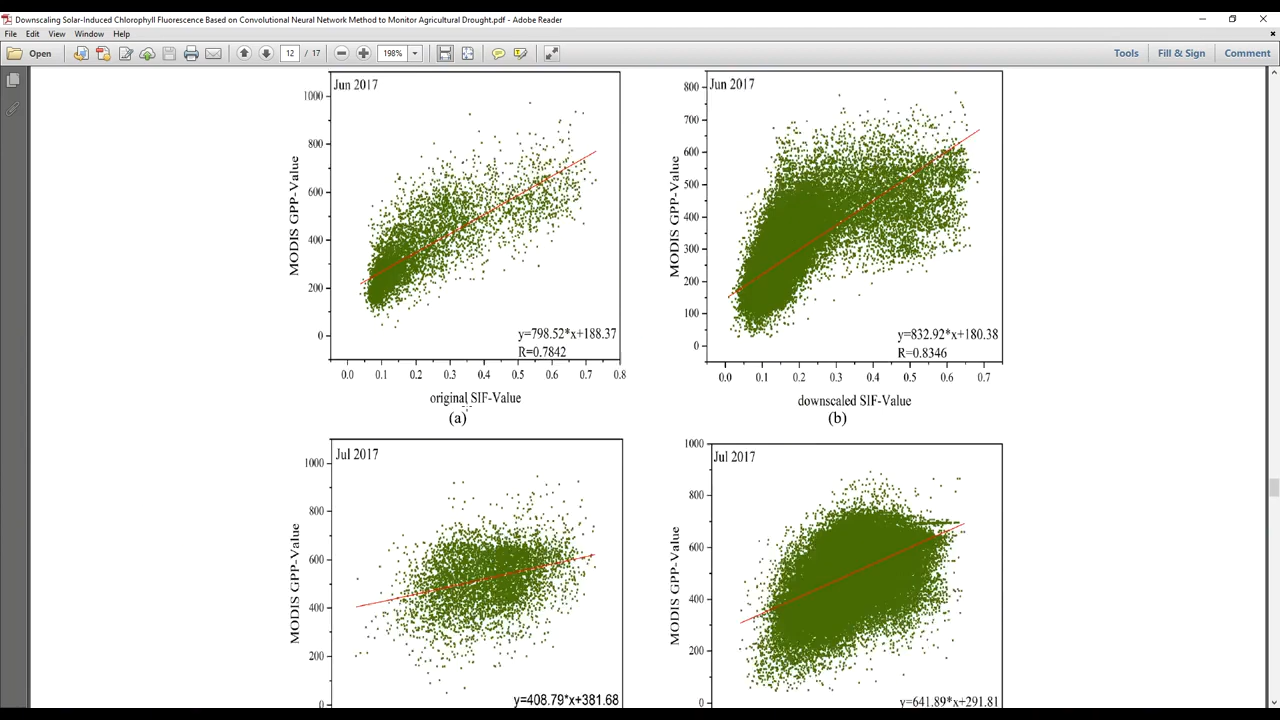 Downscaling Solar-Induced Chlorophyll Fluorescence Based on Convolutional Neural Network Method to Monitor Agricultural Drought.pdf - Adobe Reader
File Edit View Window Help
Open 12 / 17 198% Tools Fill & Sign Comment
Jun 2017
1000
800
600
400
200
0
MODIS GPP-Value
y=798.52*x+188.37
R=0.7842
0.0 0.1 0.2 0.3 0.4 0.5 0.6 0.7 0.8
original SIF-Value
(a)
Jun 2017
800
700
600
500
400
300
200
100
0
MODIS GPP-Value
y=832.92*x+180.38
R=0.8346
0.0 0.1 0.2 0.3 0.4 0.5 0.6 0.7
downscaled SIF-Value
(b)
Jul 2017
1000
800
600
400
200
0
MODIS GPP-Value
y=408.79*x+381.68
Jul 2017
1000
800
600
400
200
0
MODIS GPP-Value
y=641.89*x+291.81